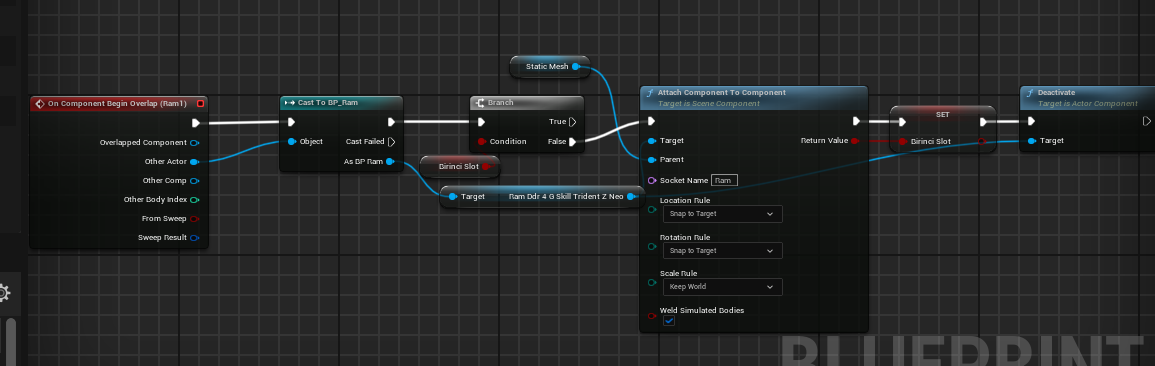 On Component Begin Overlap (Ram1)
Overlapped Component
Other Actor
Other Comp
Other Body Index
From Sweep
Sweep Result
Cast To BP_Ram
Object
Cast Failed
As BP Ram
Branch
True
Condition
False
Birinci Slot
Static Mesh
Target
Ram Ddr 4 G Skill Trident Z Neo
Attach Component To Component
Target is Scene Component
Target
Return Value
Parent
Socket Name
Ram
Location Rule
Snap to Target
Rotation Rule
Snap to Target
Scale Rule
Keep World
Weld Simulated Bodies
SET
Birinci Slot
Deactivate
Target is Actor Component
Target
BLUEPRINT